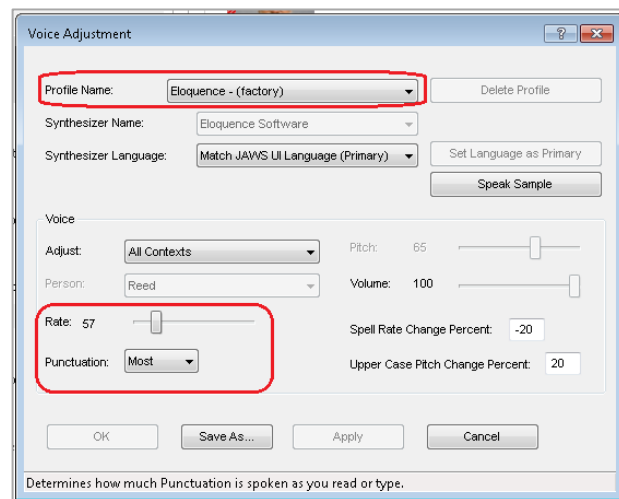 Voice Adjustment
Profile Name: Eloquence - (factory) Delete Profile
Synthesizer Name: Eloquence Software
Synthesizer Language: Match JAWS UI Language (Primary) Set Language as Primary
Speak Sample
Voice
Adjust: All Contexts Pitch: 65
Person: Reed Volume: 100
Rate: 57 Spell Rate Change Percent: -20
Punctuation: Most Upper Case Pitch Change Percent: 20
OK Save As... Apply Cancel
Determines how much Punctuation is spoken as you read or type.